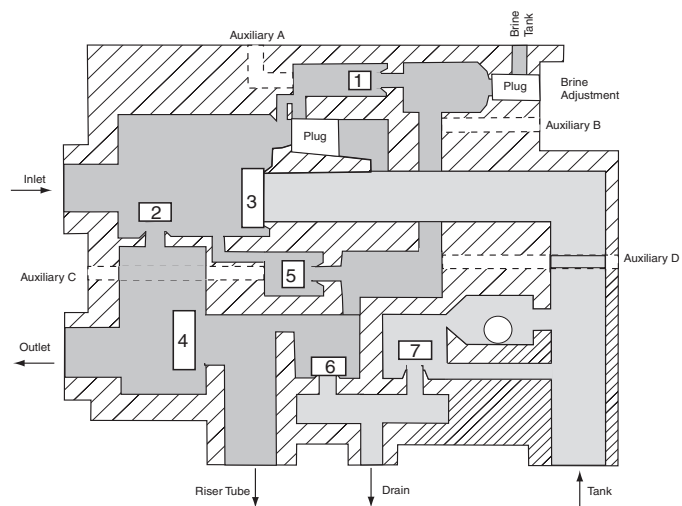 Auxiliary A
Brine
Tank
1
Plug
Brine
Adjustment
Auxiliary B
Plug
Inlet
2
3
Auxiliary C
5
Auxiliary D
Outlet
4
6
7
Riser Tube
Drain
Tank